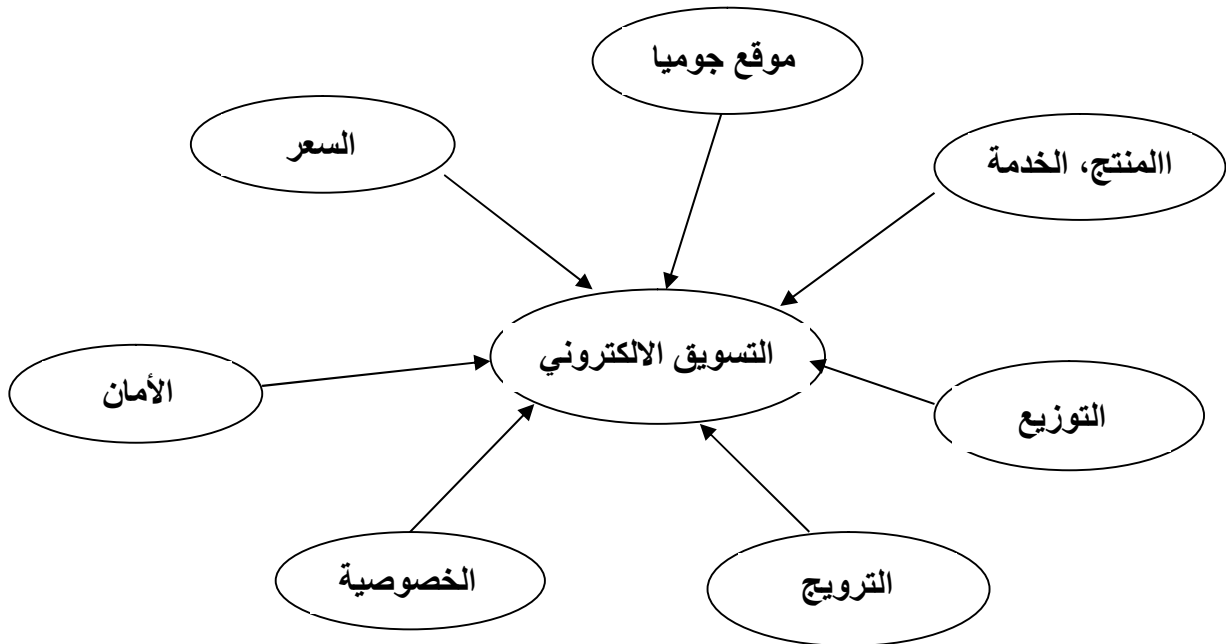 موقع جوميا
السعر
االمنتج، الخدمة
التسويق الالكتروني
الأمان
التوزيع
الخصوصية
الترويج